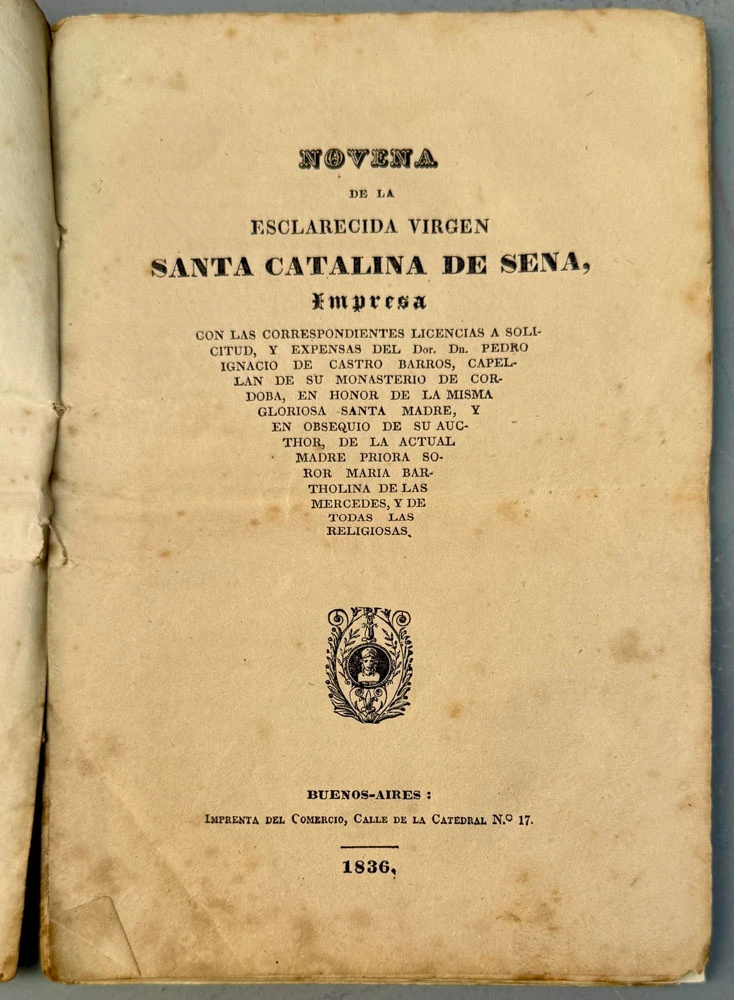 NOVENA
DE LA
ESCLARECIDA VIRGEN
SANTA CATALINA DE SENA,
Impresa
CON LAS CORRESPONDIENTES LICENCIAS A SOLI-
CITUD, Y EXPENSAS DEL Dor. Dn. PEDRO
IGNACIO DE CASTRO BARROS, CAPEL-
LAN DE SU MONASTERIO DE COR-
DOBA, EN HONOR DE LA MISMA
GLORIOSA SANTA MADRE, Y
EN OBSEQUIO DE SU AUC-
THOR, DE LA ACTUAL
MADRE PRIORA SO-
ROR MARIA BAR-
THOLINA DE LAS
MERCEDES, Y DE
TODAS LAS
RELIGIOSAS.
BUENOS-AIRES:
IMPRENTA DEL COMERCIO, CALLE DE LA CATEDRAL N.º 17.
1836.